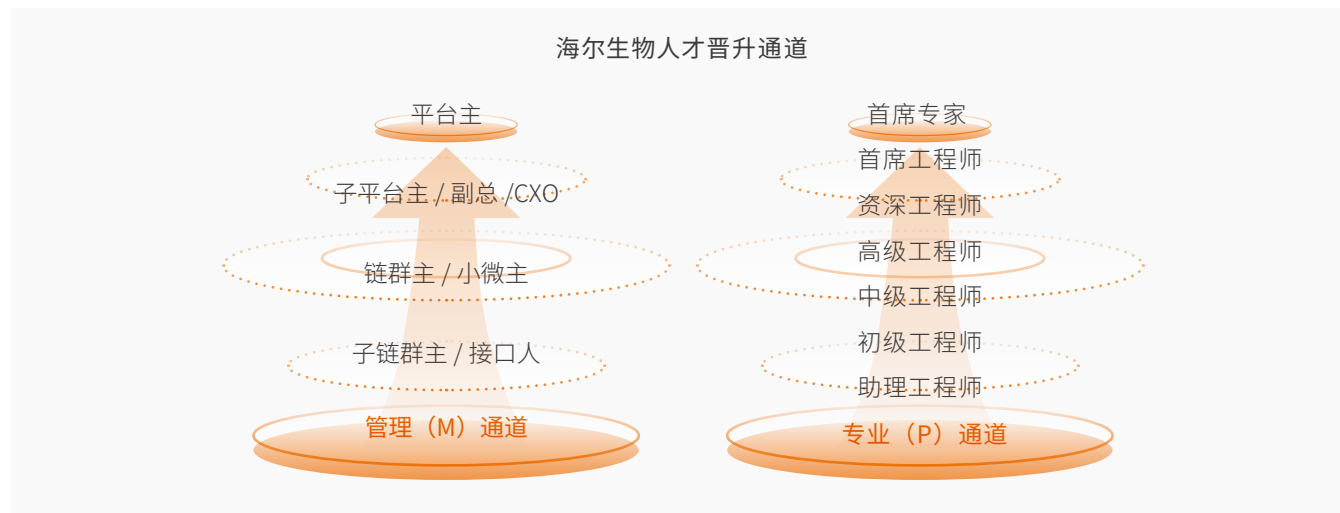 海尔生物人才晋升通道
平台主
子平台主 / 副总 /CXO
链群主 / 小微主
子链群主 / 接口人
管理（M）通道
首席专家
首席工程师
资深工程师
高级工程师
中级工程师
初级工程师
助理工程师
专业（P）通道